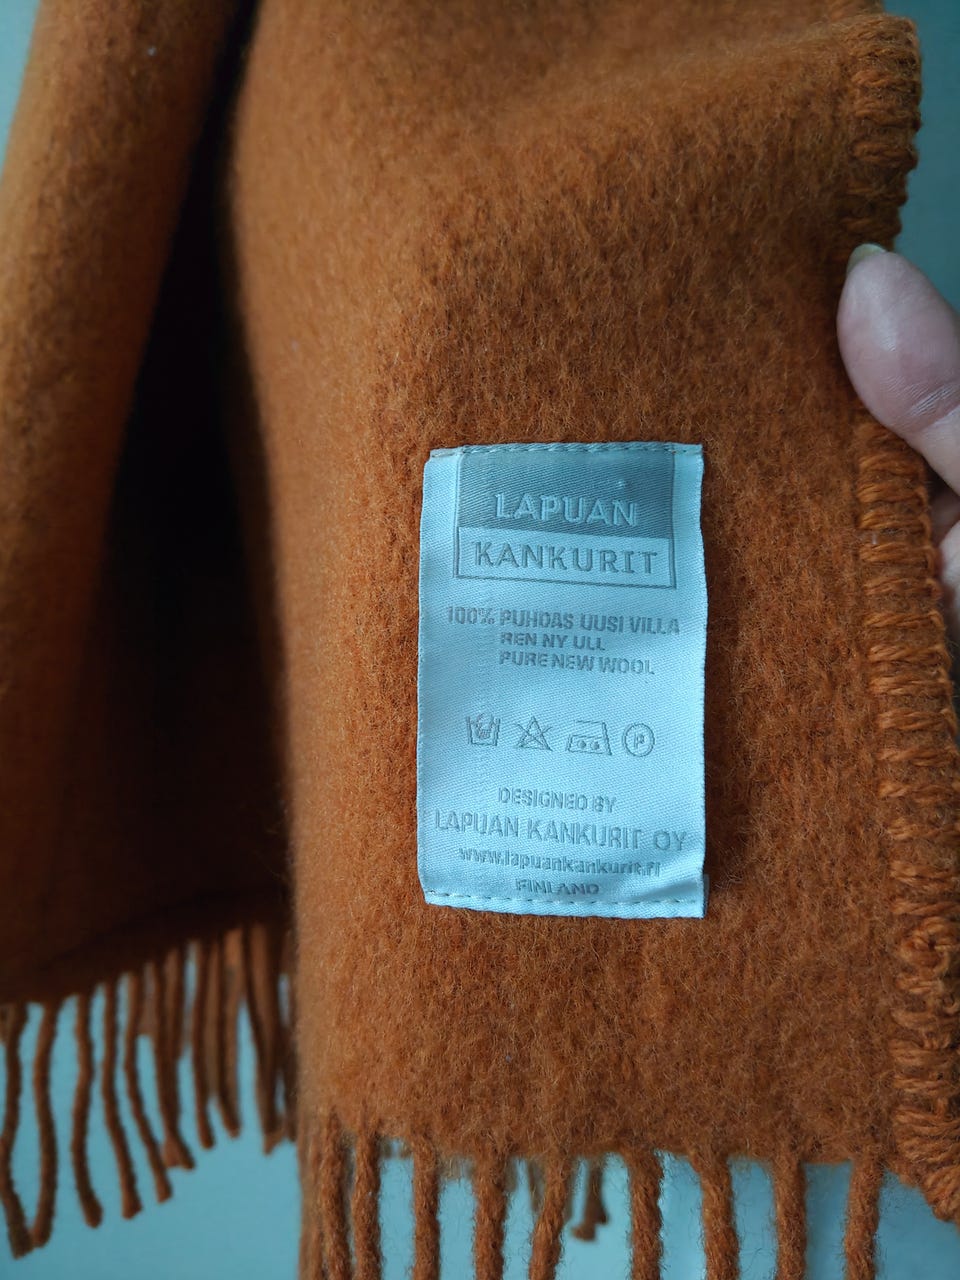 LAPUAN
KANKURIT
100% PUHDAS UUSI VILLA
REN NY ULL
PURE NEW WOOL
P
DESIGNED BY
LAPUAN KANKURIT OY
www.lapuankankurit.fi
FINLAND